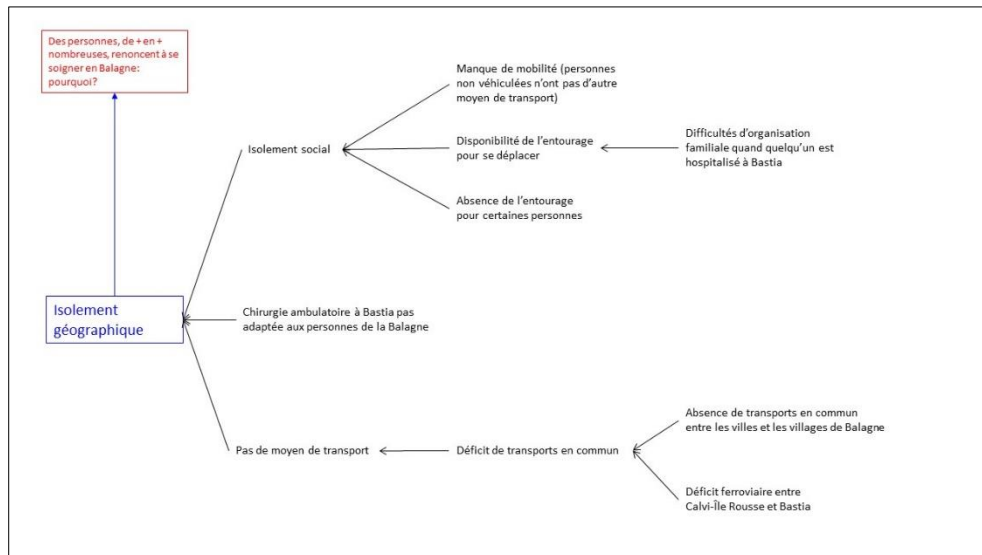 Des personnes, de + en +
nombreuses, renoncent à se
soigner en Balagne:
pourquoi?
Manque de mobilité (personnes
non véhiculées n'ont pas d'autre
moyen de transport)
Isolement social
Disponibilité de l'entourage
pour se déplacer
Difficultés d'organisation
familiale quand quelqu'un est
hospitalisé à Bastia
Absence de l'entourage
pour certaines personnes
Isolement
géographique
Chirurgie ambulatoire à Bastia pas
adaptée aux personnes de la Balagne
Pas de moyen de transport
Déficit de transports en commun
Absence de transports en commun
entre les villes et les villages de Balagne
Déficit ferroviaire entre
Calvi-Île Rousse et Bastia